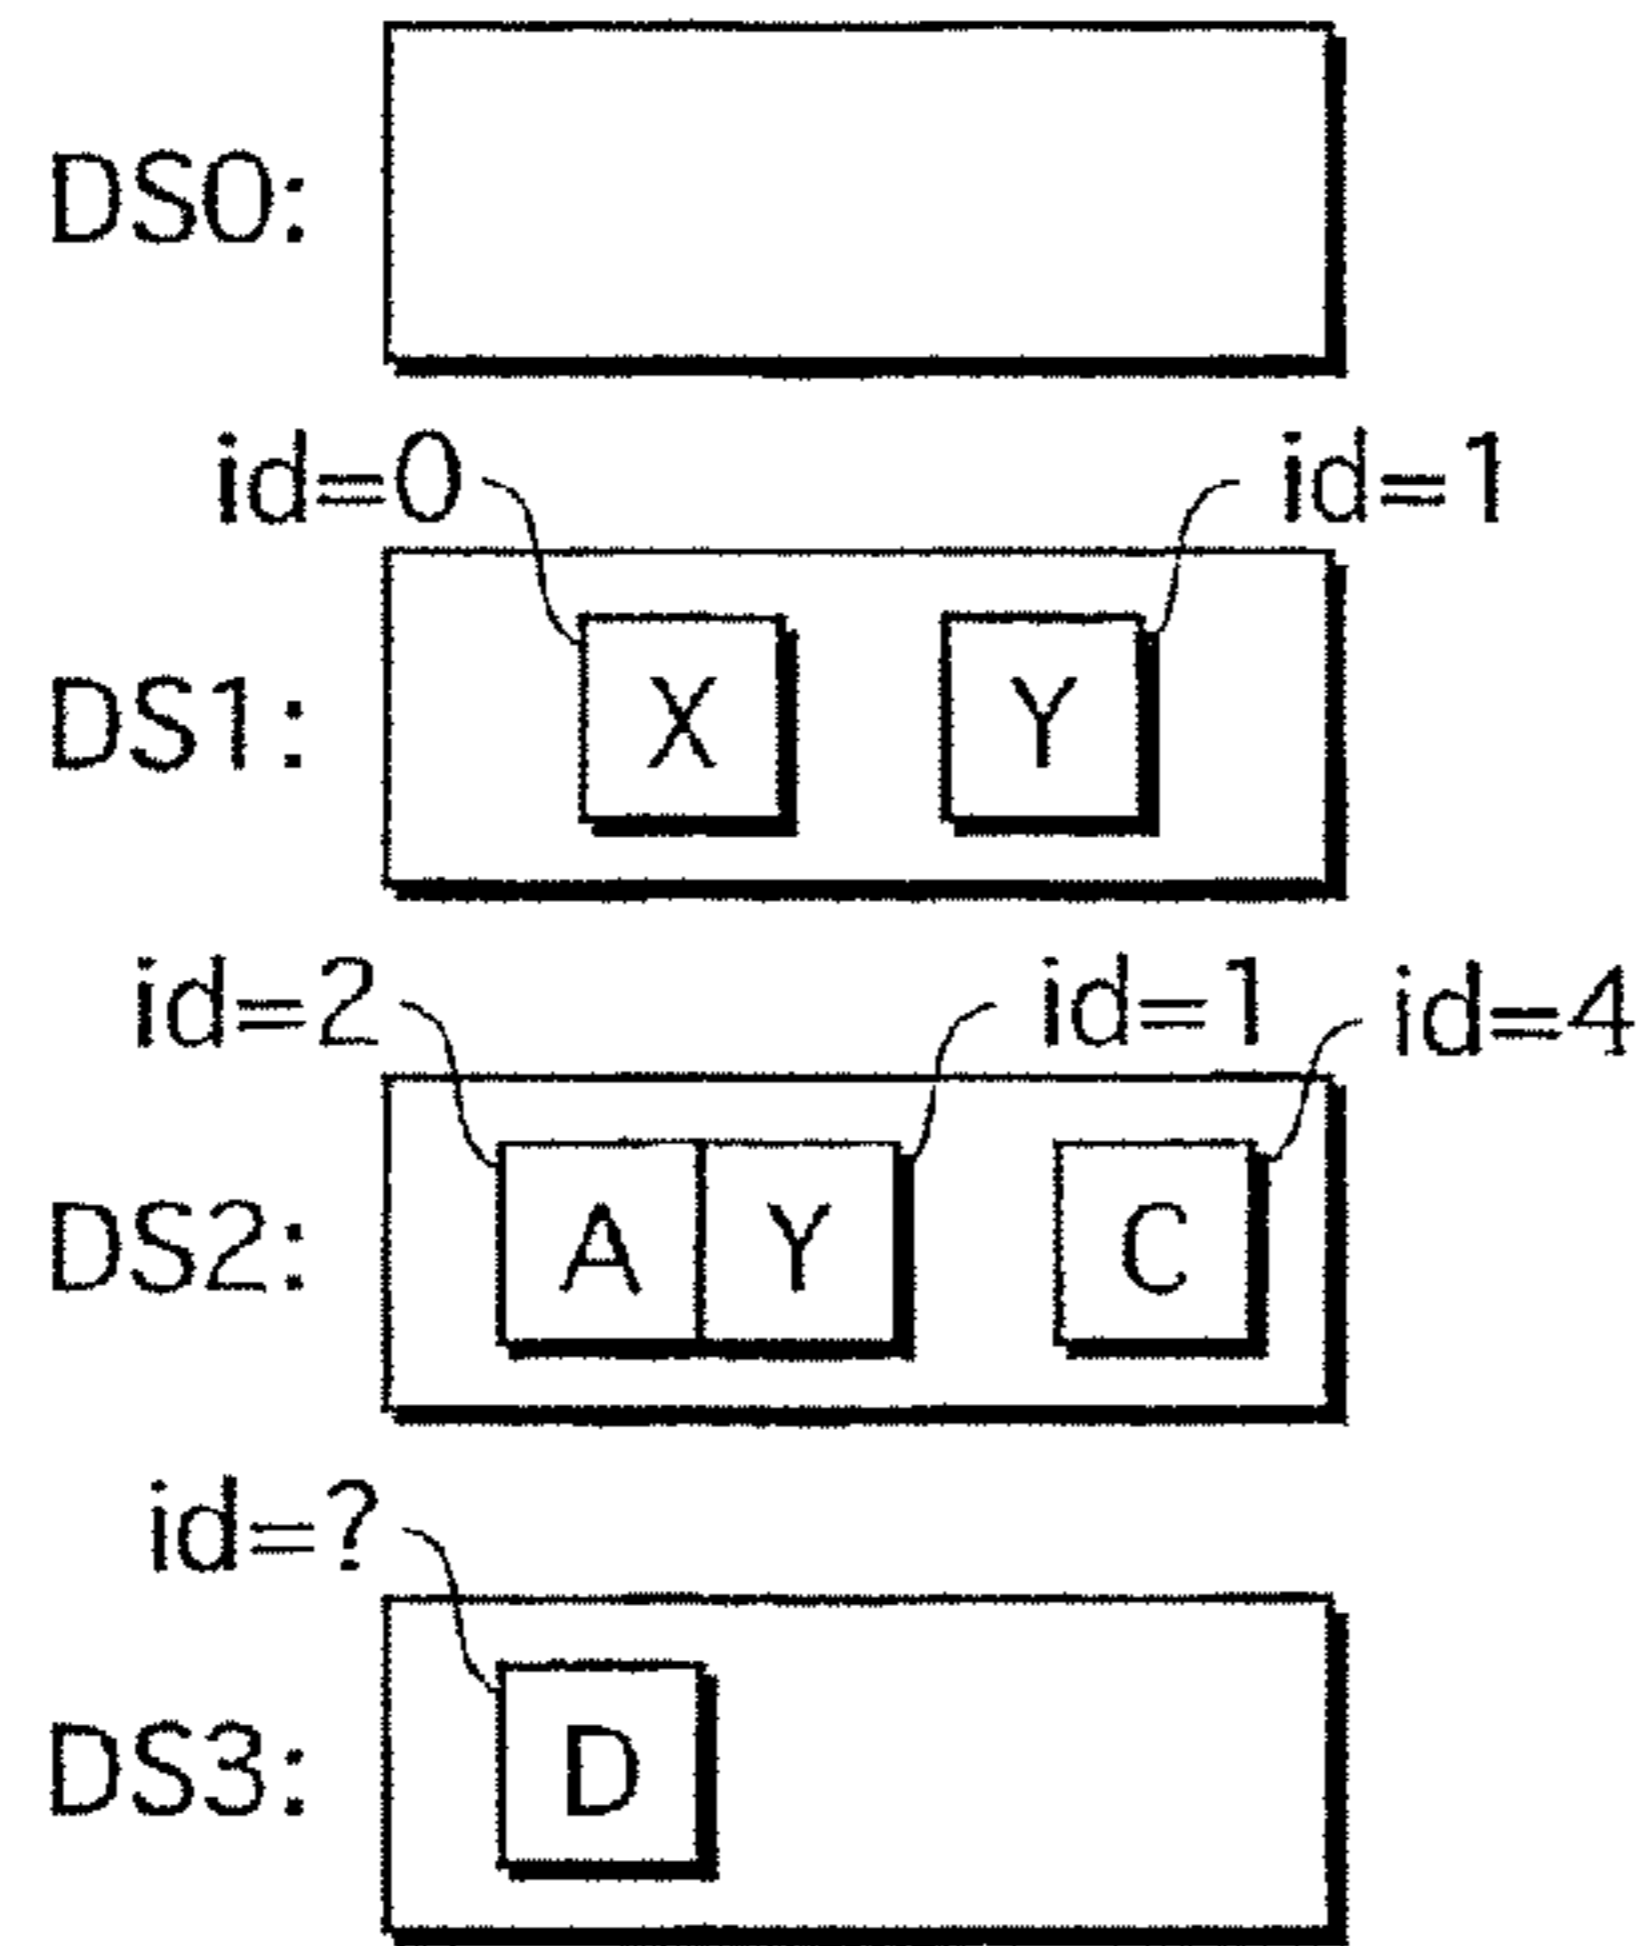 DS0:
id=0 id=1
DS1: X Y
id=2 id=1 id=4
DS2: A Y C
id=?
DS3: D